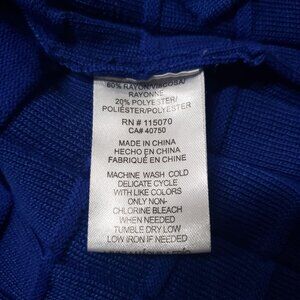 60% RAYON/VISCOSA/
RAYONNE
20% POLYESTER/
POLIÉSTER/POLYESTER
RN # 115070
CA# 40750
MADE IN CHINA
HECHO EN CHINA
FABRIQUÉ EN CHINE
MACHINE WASH COLD
DELICATE CYCLE
WITH LIKE COLORS
ONLY NON-
CHLORINE BLEACH
WHEN NEEDED
TUMBLE DRY LOW
LOW IRON IF NEEDED